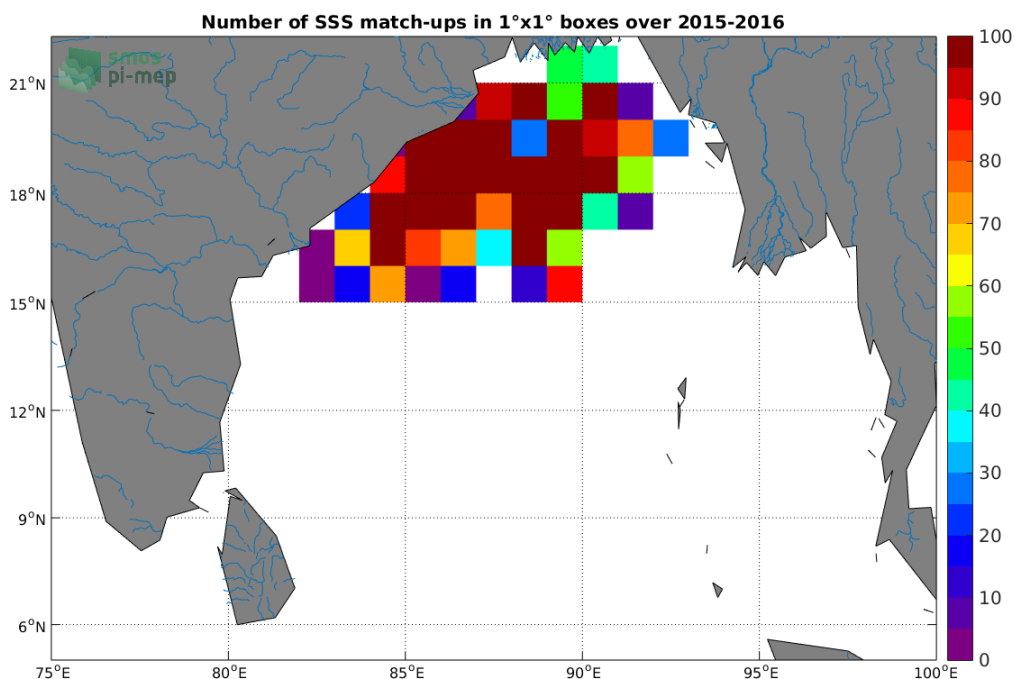 Number of SSS match-ups in 1°x1° boxes over 2015-2016
smos
pi-mep
21°N
18°N
15°N
12°N
9°N
6°N
75°E 80°E 85°E 90°E 95°E 100°E
100
90
80
70
60
50
40
30
20
10
0